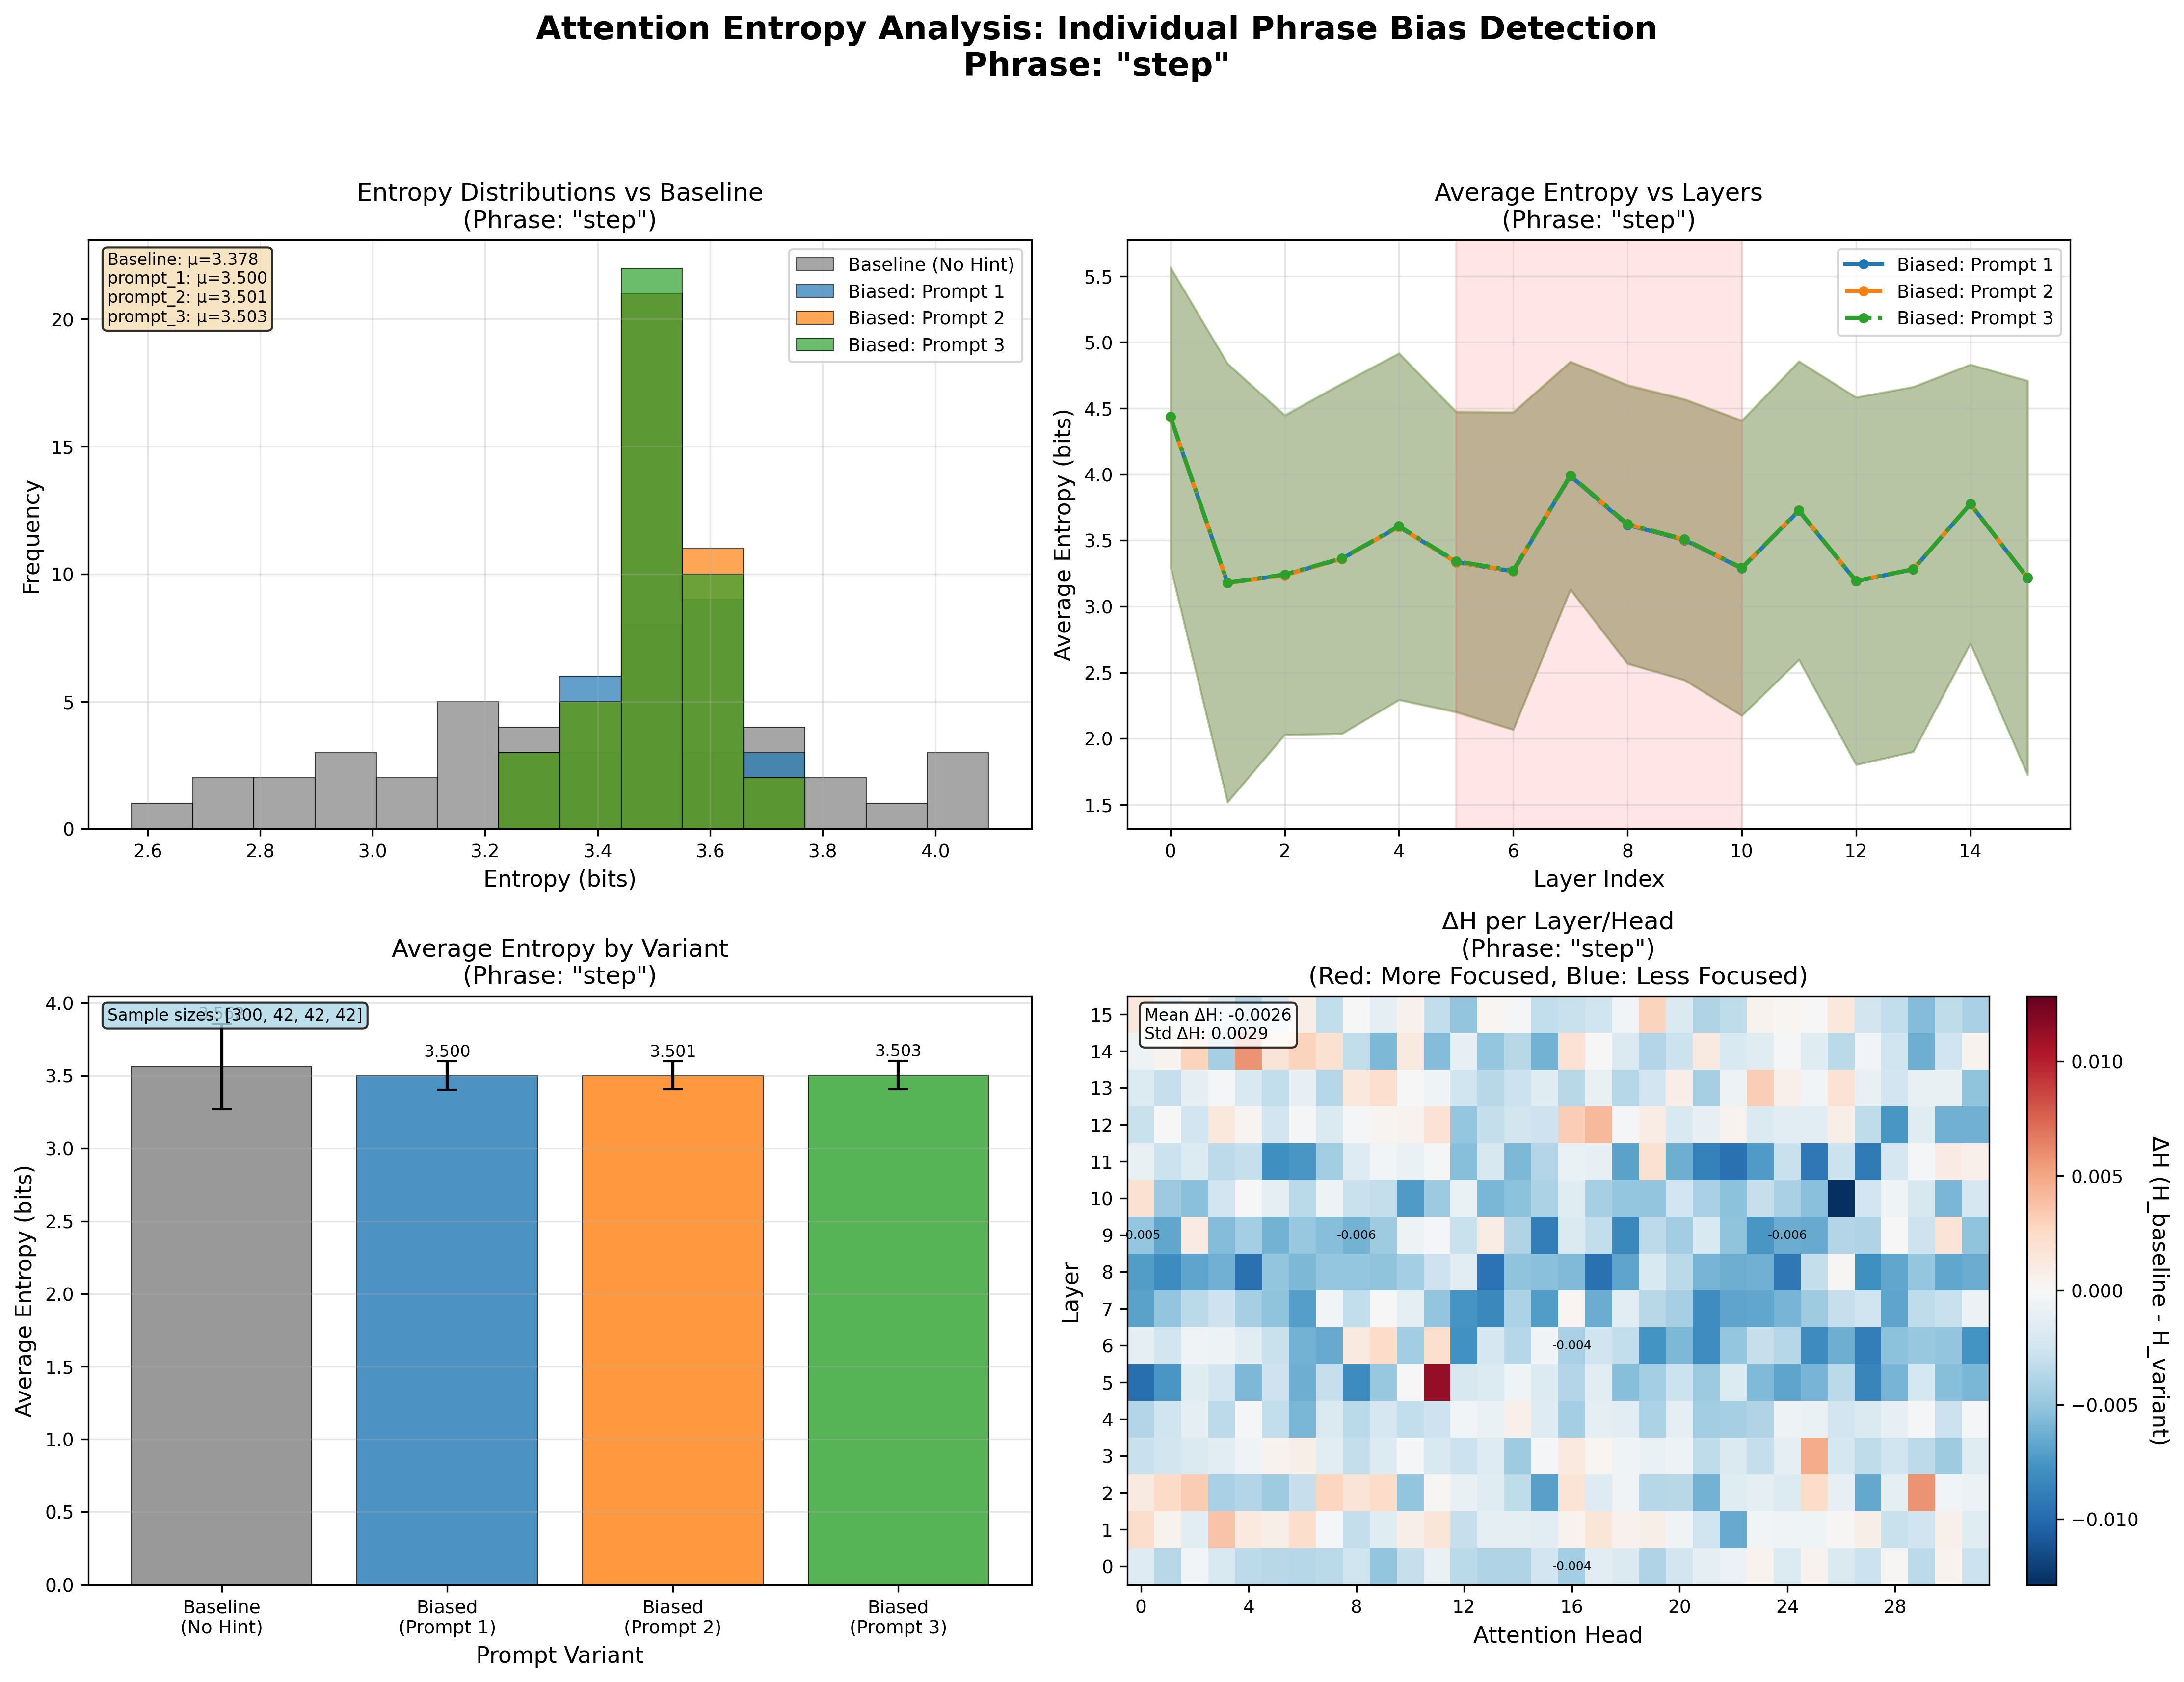 Attention Entropy Analysis: Individual Phrase Bias Detection
Phrase: "step"
Entropy Distributions vs Baseline
(Phrase: "step")
Baseline: μ=3.378
prompt_1: μ=3.500
prompt_2: μ=3.501
prompt_3: μ=3.503
Baseline (No Hint)
Biased: Prompt 1
Biased: Prompt 2
Biased: Prompt 3
Frequency
20
15
10
5
0
2.6 2.8 3.0 3.2 3.4 3.6 3.8 4.0
Entropy (bits)
Average Entropy vs Layers
(Phrase: "step")
Biased: Prompt 1
Biased: Prompt 2
Biased: Prompt 3
Average Entropy (bits)
5.5
5.0
4.5
4.0
3.5
3.0
2.5
2.0
1.5
0 2 4 6 8 10 12 14
Layer Index
Average Entropy by Variant
(Phrase: "step")
Sample sizes: [300, 42, 42, 42]
3.500
3.501
3.503
Average Entropy (bits)
4.0
3.5
3.0
2.5
2.0
1.5
1.0
0.5
0.0
Baseline
(No Hint)
Biased
(Prompt 1)
Biased
(Prompt 2)
Biased
(Prompt 3)
Prompt Variant
ΔH per Layer/Head
(Phrase: "step")
(Red: More Focused, Blue: Less Focused)
Mean ΔH: -0.0026
Std ΔH: 0.0029
Layer
15
14
13
12
11
10
9
8
7
6
5
4
3
2
1
0
0.005
-0.006
-0.006
-0.004
-0.004
0 4 8 12 16 20 24 28
Attention Head
0.010
0.005
0.000
−0.005
−0.010
ΔH (H_baseline - H_variant)